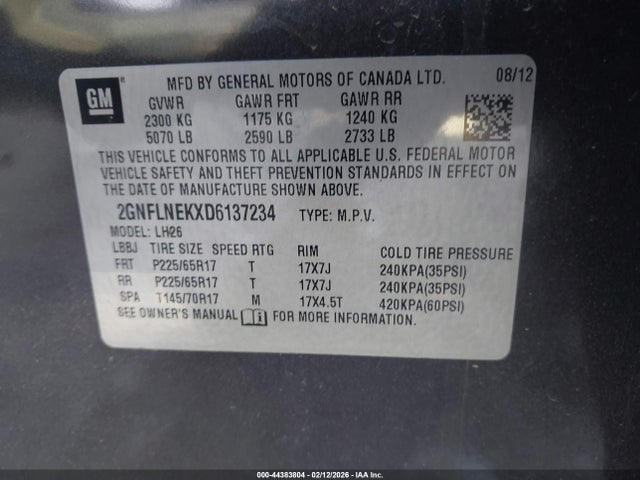 GM
MFD BY GENERAL MOTORS OF CANADA LTD. 08/12
GVWR GAWR FRT GAWR RR
2300 KG 1175 KG 1240 KG
5070 LB 2590 LB 2733 LB
THIS VEHICLE CONFORMS TO ALL APPLICABLE U.S. FEDERAL MOTOR
VEHICLE SAFETY AND THEFT PREVENTION STANDARDS IN EFFECT ON
THE DATE OF MANUFACTURE SHOWN ABOVE.
2GNFLNEKXD6137234 TYPE: M.P.V.
MODEL: LH26
LBBJ TIRE SIZE SPEED RTG RIM COLD TIRE PRESSURE
FRT P225/65R17 T 17X7J 240KPA(35PSI)
RR P225/65R17 T 17X7J 240KPA(35PSI)
SPA T145/70R17 M 17X4.5T 420KPA(60PSI)
SEE OWNER'S MANUAL FOR MORE INFORMATION.
000-44383804 - 02/12/2026 - IAA Inc.